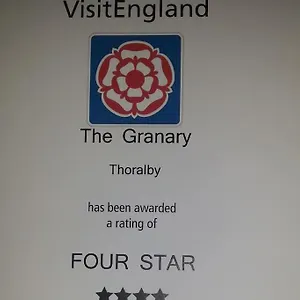 VisitEngland
The Granary
Thoralby
has been awarded
a rating of
FOUR STAR